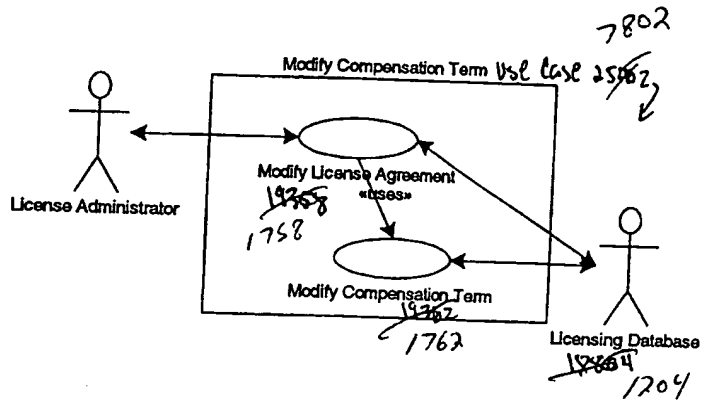 7802
Modify Compensation Term Use Case
Modify License Agreement
«uses»
License Administrator
1758
Modify Compensation Term
1762
Licensing Database
1204